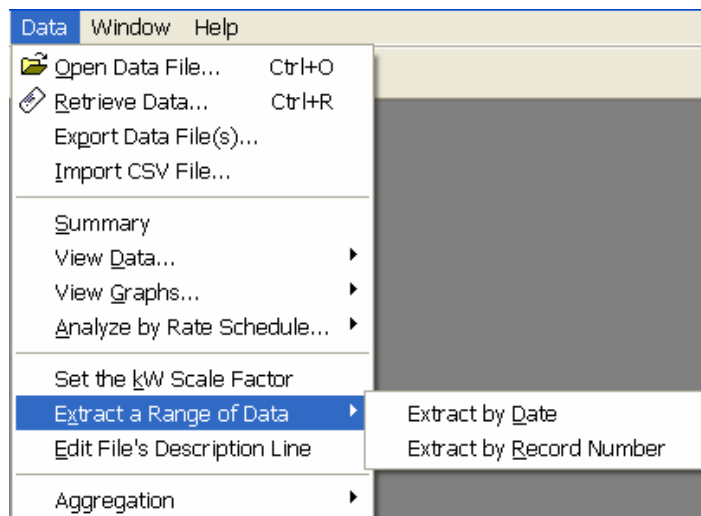 Data Window Help
Open Data File... Ctrl+O
Retrieve Data... Ctrl+R
Export Data File(s)...
Import CSV File...
Summary
View Data...
View Graphs...
Analyze by Rate Schedule...
Set the kW Scale Factor
Extract a Range of Data
Extract by Date
Edit File's Description Line
Extract by Record Number
Aggregation